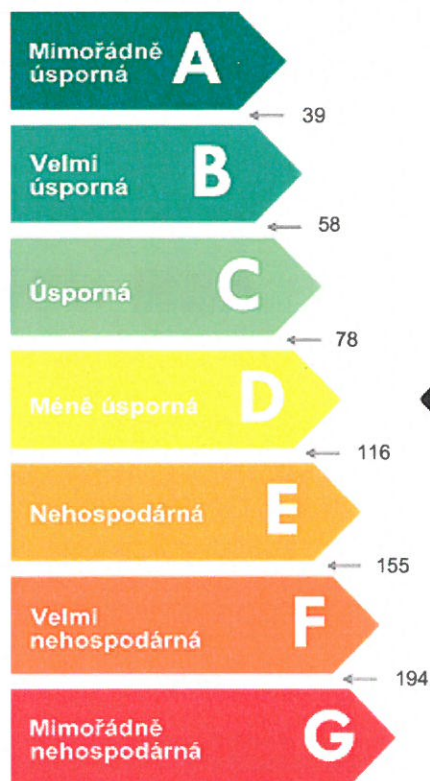 Mimořádně
úsporná A
39
Velmi
úsporná B
58
Úsporná C
78
Méně úsporná D
116
Nehospodárná E
155
Velmi
nehospodárná F
194
Mimořádně
nehospodárná G